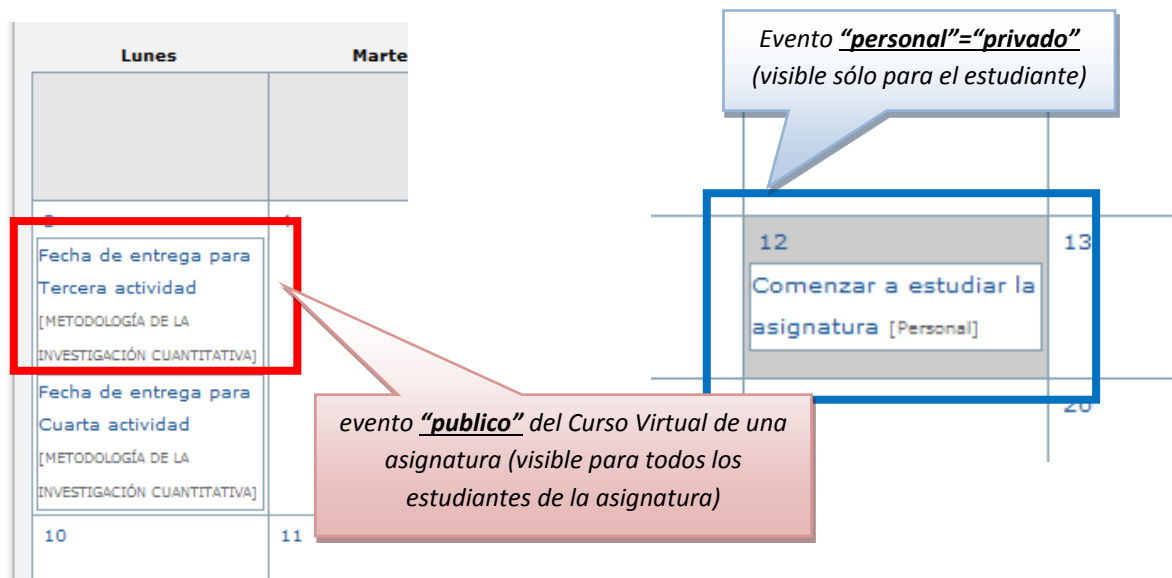 Lunes
Marte
Evento “personal”=“privado”
(visible sólo para el estudiante)
Fecha de entrega para
Tercera actividad
[METODOLOGÍA DE LA
INVESTIGACIÓN CUANTITATIVA]
Fecha de entrega para
Cuarta actividad
[METODOLOGÍA DE LA
INVESTIGACIÓN CUANTITATIVA]
10
11
evento “publico” del Curso Virtual de una
asignatura (visible para todos los
estudiantes de la asignatura)
12
13
Comenzar a estudiar la
asignatura [Personal]
20